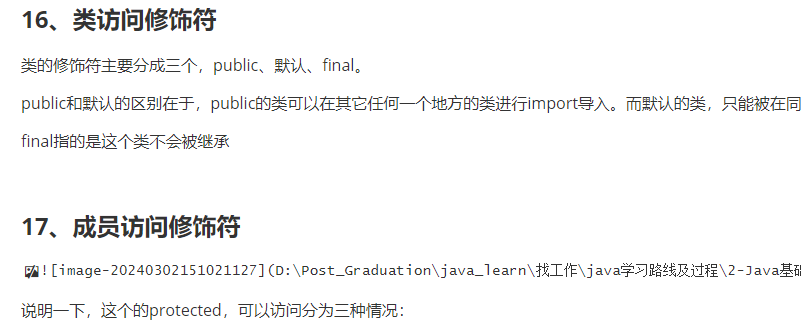 16、类访问修饰符
类的修饰符主要分成三个，public、默认、final。
public和默认的区别在于，public的类可以在其它任何一个地方的类进行import导入。而默认的类，只能被在同
final指的是这个类不会被继承
17、成员访问修饰符
![image-20240302151021127](D:\Post_Graduation\java_learn\找工作\java学习路线及过程\2-Java基础
说明一下，这个的protected，可以访问分为三种情况：